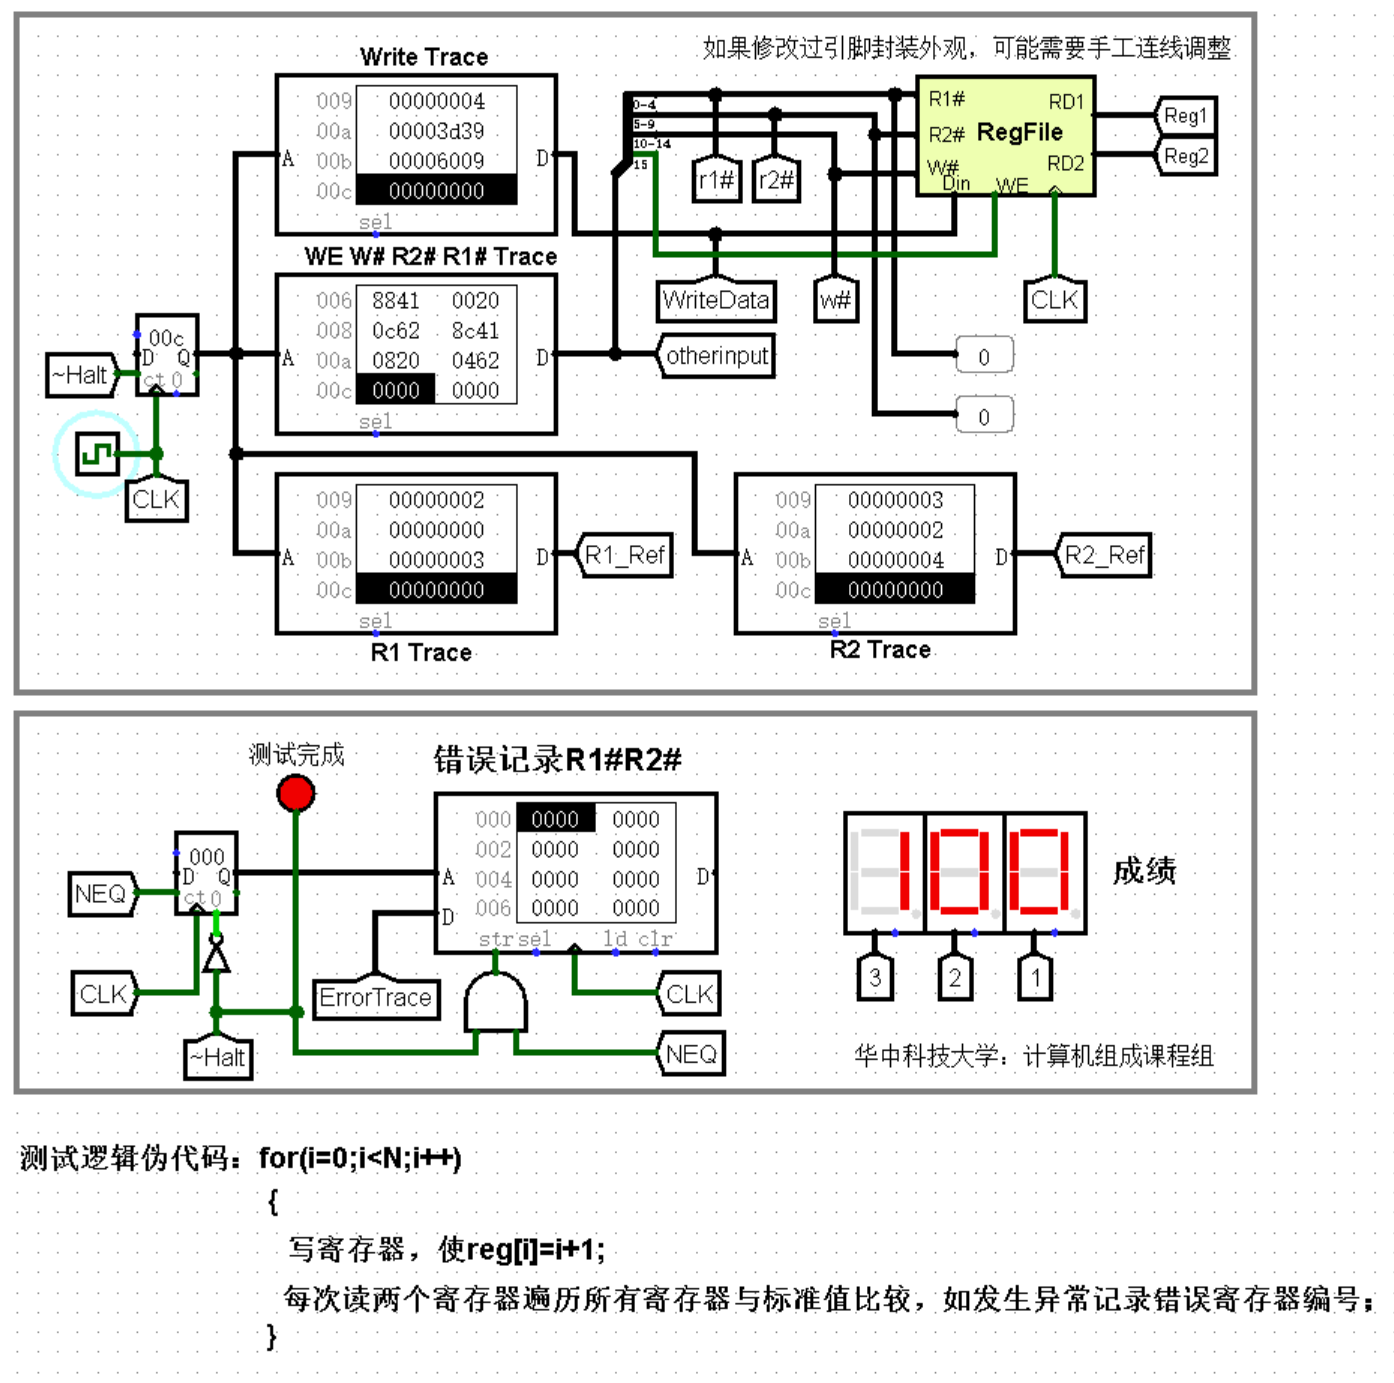 如果修改过引脚封装外观，可能需要手工连线调整
Write Trace
009 00000004
00a 00003d39
00b 00006009
00c 00000000
A
D
sel
0-4
5-9
10-14
15
r1#
r2#
R1#
R2#
W#
Din
WE
RegFile
RD1
RD2
Reg1
Reg2
WE W# R2# R1# Trace
006 8841 0020
008 0c62 8c41
00a 0820 0462
00c 0000 0000
A
D
sel
WriteData
w#
CLK
otherinput
0
0
~Halt
00c
D Q
ct 0
CLK
009 00000002
00a 00000000
00b 00000003
00c 00000000
A
D
sel
R1 Trace
R1_Ref
009 00000003
00a 00000002
00b 00000004
00c 00000000
A
D
sel
R2 Trace
R2_Ref
测试完成
错误记录R1#R2#
000 0000 0000
002 0000 0000
004 0000 0000
006 0000 0000
A
D
D
str sel ld clr
NEQ
000
D Q
ct 0
CLK
~Halt
ErrorTrace
CLK
NEQ
100
成绩
3
2
1
华中科技大学：计算机组成课程组
测试逻辑伪代码：for(i=0;i<N;i++)
{
写寄存器，使reg[i]=i+1;
每次读两个寄存器遍历所有寄存器与标准值比较，如发生异常记录错误寄存器编号；
}